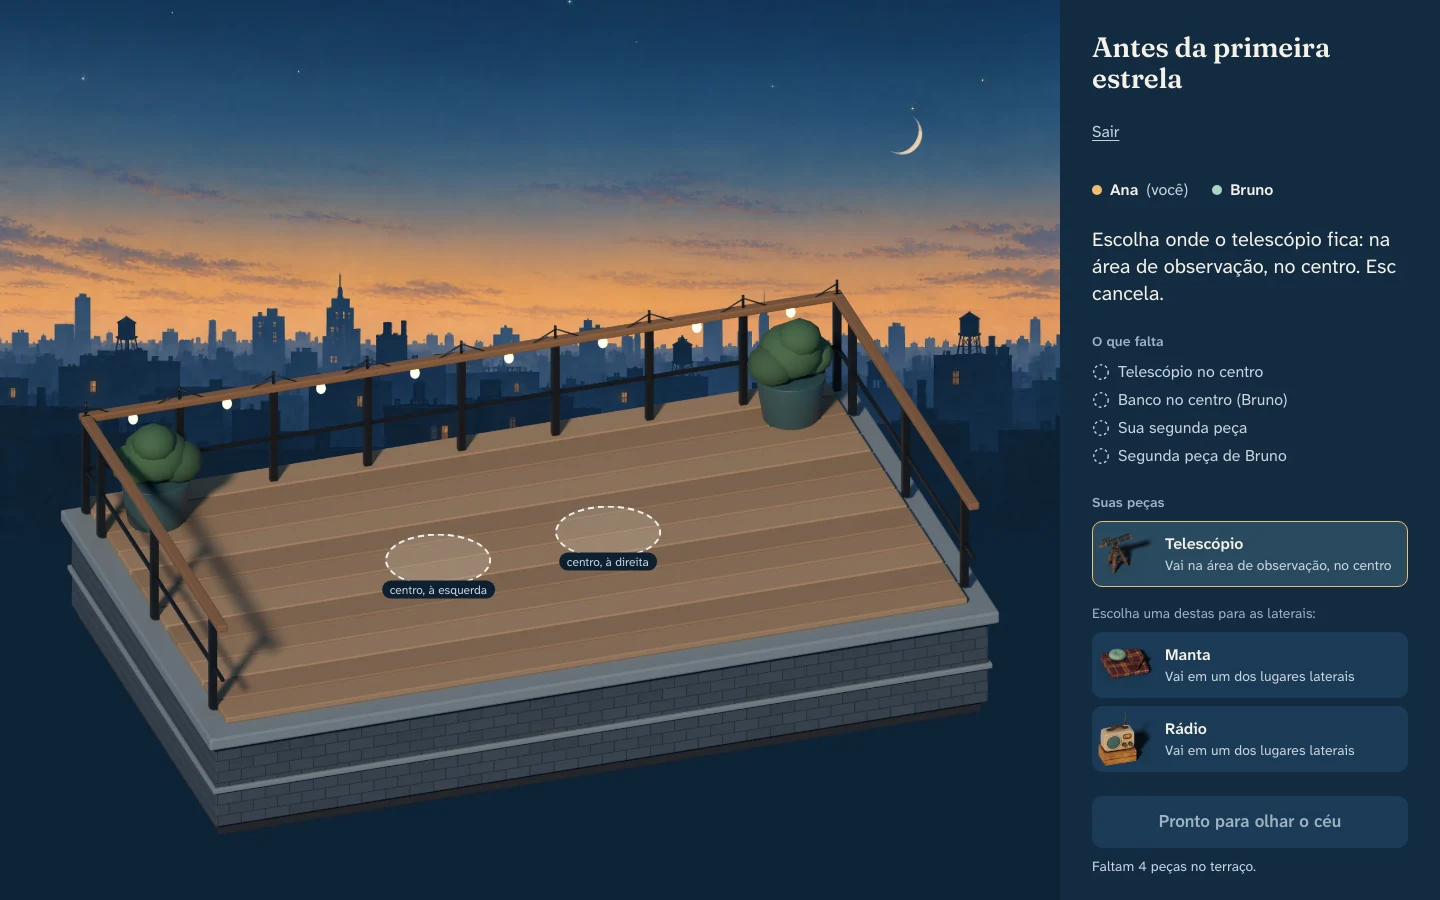 Antes da primeira
estrela
Sair
Ana (você)
Bruno
Escolha onde o telescópio fica: na
área de observação, no centro. Esc
cancela.
O que falta
Telescópio no centro
Banco no centro (Bruno)
Sua segunda peça
Segunda peça de Bruno
Suas peças
Telescópio
Vai na área de observação, no centro
Escolha uma destas para as laterais:
Manta
Vai em um dos lugares laterais
Rádio
Vai em um dos lugares laterais
Pronto para olhar o céu
Faltam 4 peças no terraço.
centro, à direita
centro, à esquerda